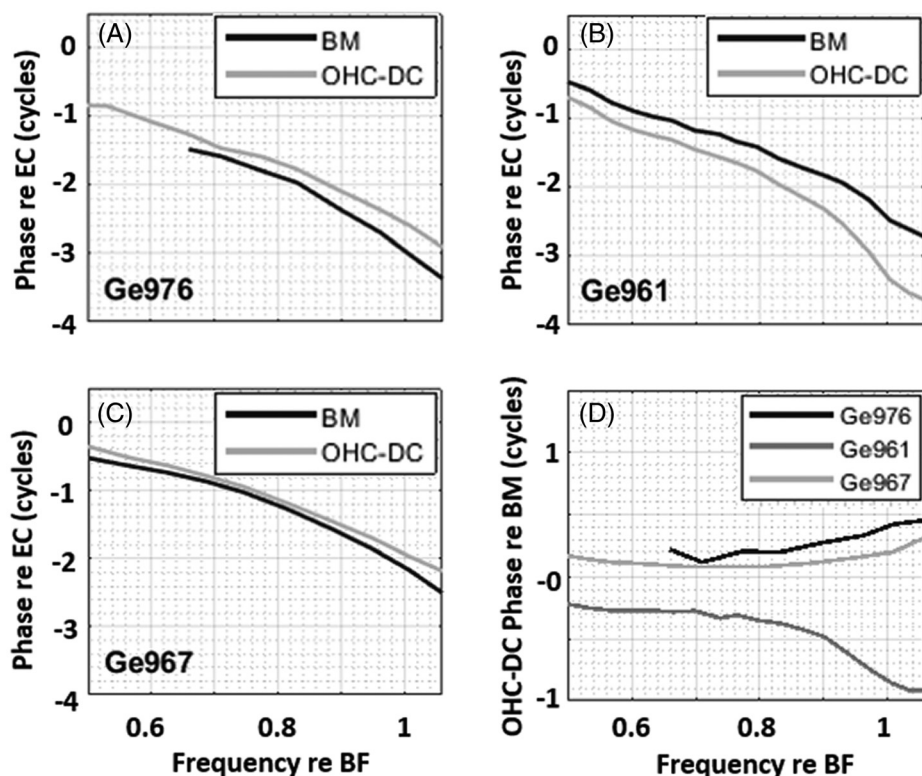 (A)
BM
OHC-DC
0
-1
-2
-3
-4
Phase re EC (cycles)
Ge976
(B)
BM
OHC-DC
0
-1
-2
-3
-4
Phase re EC (cycles)
Ge961
(C)
BM
OHC-DC
0
-1
-2
-3
-4
Phase re EC (cycles)
Ge967
0.6 0.8 1
Frequency re BF
(D)
Ge976
Ge961
Ge967
1
-0
-1
OHC-DC Phase re BM (cycles)
0.6 0.8 1
Frequency re BF